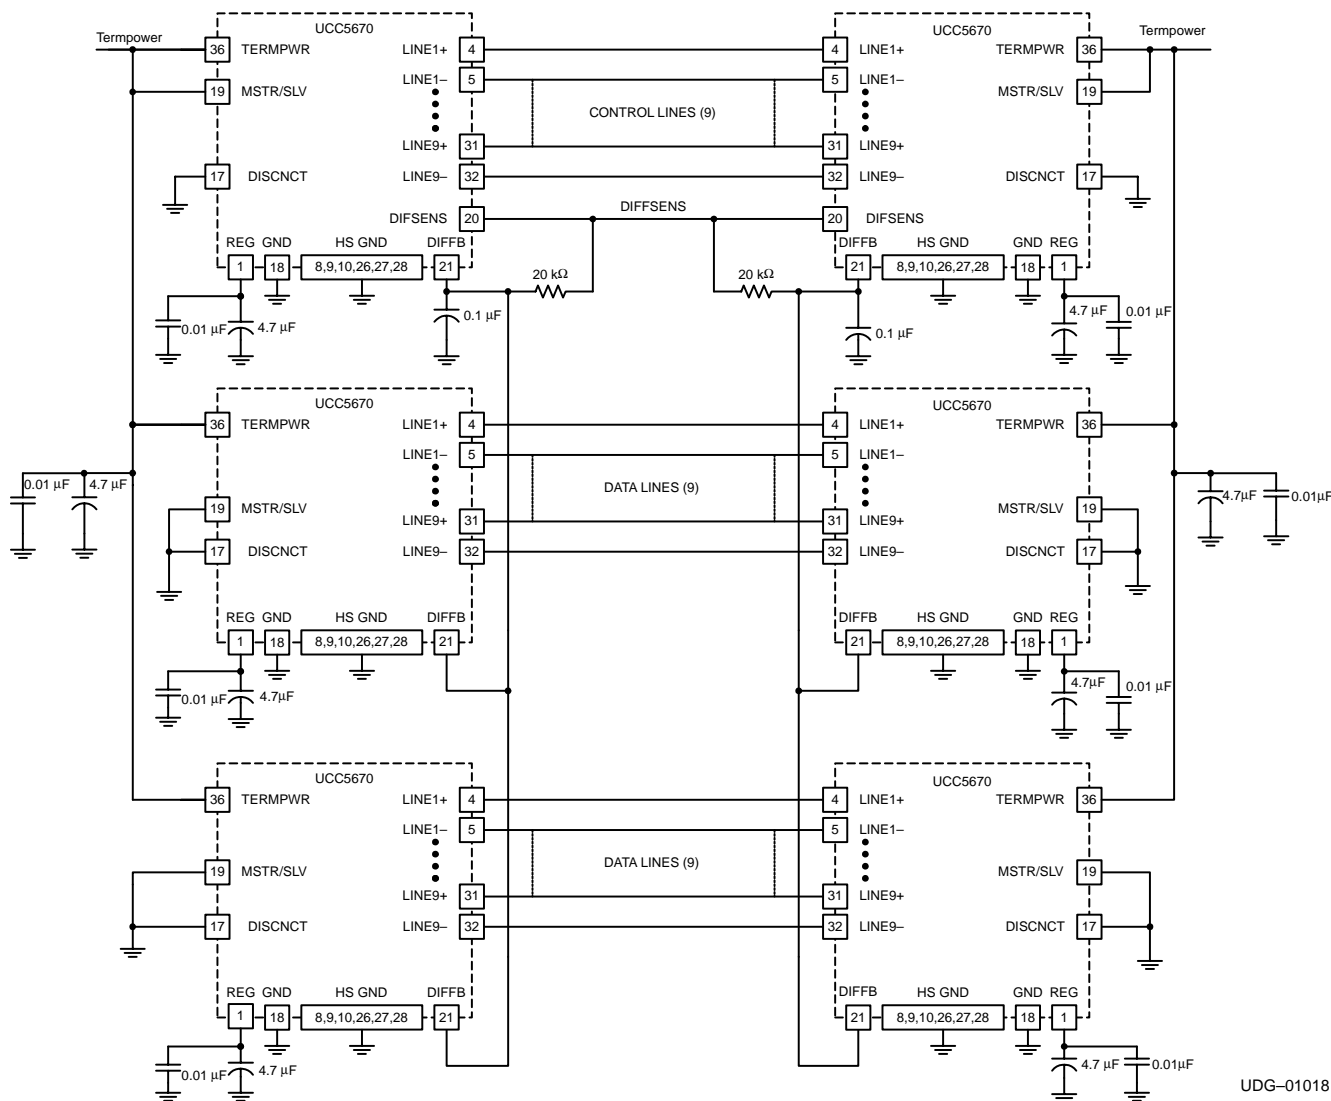 Termpower UCC5670 UCC5670 Termpower
36 TERMPWR LINE1+ 4 4 LINE1+ TERMPWR 36
19 MSTR/SLV LINE1– 5 5 LINE1– MSTR/SLV 19
CONTROL LINES (9)
LINE9+ 31 31 LINE9+
17 DISCNCT LINE9– 32 32 LINE9– DISCNCT 17
DIFSENS 20 DIFFSENS 20 DIFSENS
REG GND HS GND DIFFB DIFFB HS GND GND REG
1 18 8,9,10,26,27,28 21 20 kΩ 20 kΩ 21 8,9,10,26,27,28 18 1
0.01 µF 4.7 µF 0.1 µF 0.1 µF 4.7 µF 0.01 µF
UCC5670 UCC5670
36 TERMPWR LINE1+ 4 4 LINE1+ TERMPWR 36
LINE1– 5 5 LINE1–
0.01 µF 4.7 µF DATA LINES (9) 4.7µF 0.01µF
19 MSTR/SLV LINE9+ 31 31 LINE9+ MSTR/SLV 19
17 DISCNCT LINE9– 32 32 LINE9– DISCNCT 17
REG GND HS GND DIFFB DIFFB HS GND GND REG
1 18 8,9,10,26,27,28 21 21 8,9,10,26,27,28 18 1
0.01 µF 4.7µF 4.7µF 0.01 µF
UCC5670 UCC5670
36 TERMPWR LINE1+ 4 4 LINE1+ TERMPWR 36
LINE1– 5 5 LINE1–
19 MSTR/SLV DATA LINES (9) MSTR/SLV 19
LINE9+ 31 31 LINE9+
17 DISCNCT LINE9– 32 32 LINE9– DISCNCT 17
REG GND HS GND DIFFB DIFFB HS GND GND REG
1 18 8,9,10,26,27,28 21 21 8,9,10,26,27,28 18 1
0.01 µF 4.7 µF 4.7 µF 0.01µF
UDG–01018